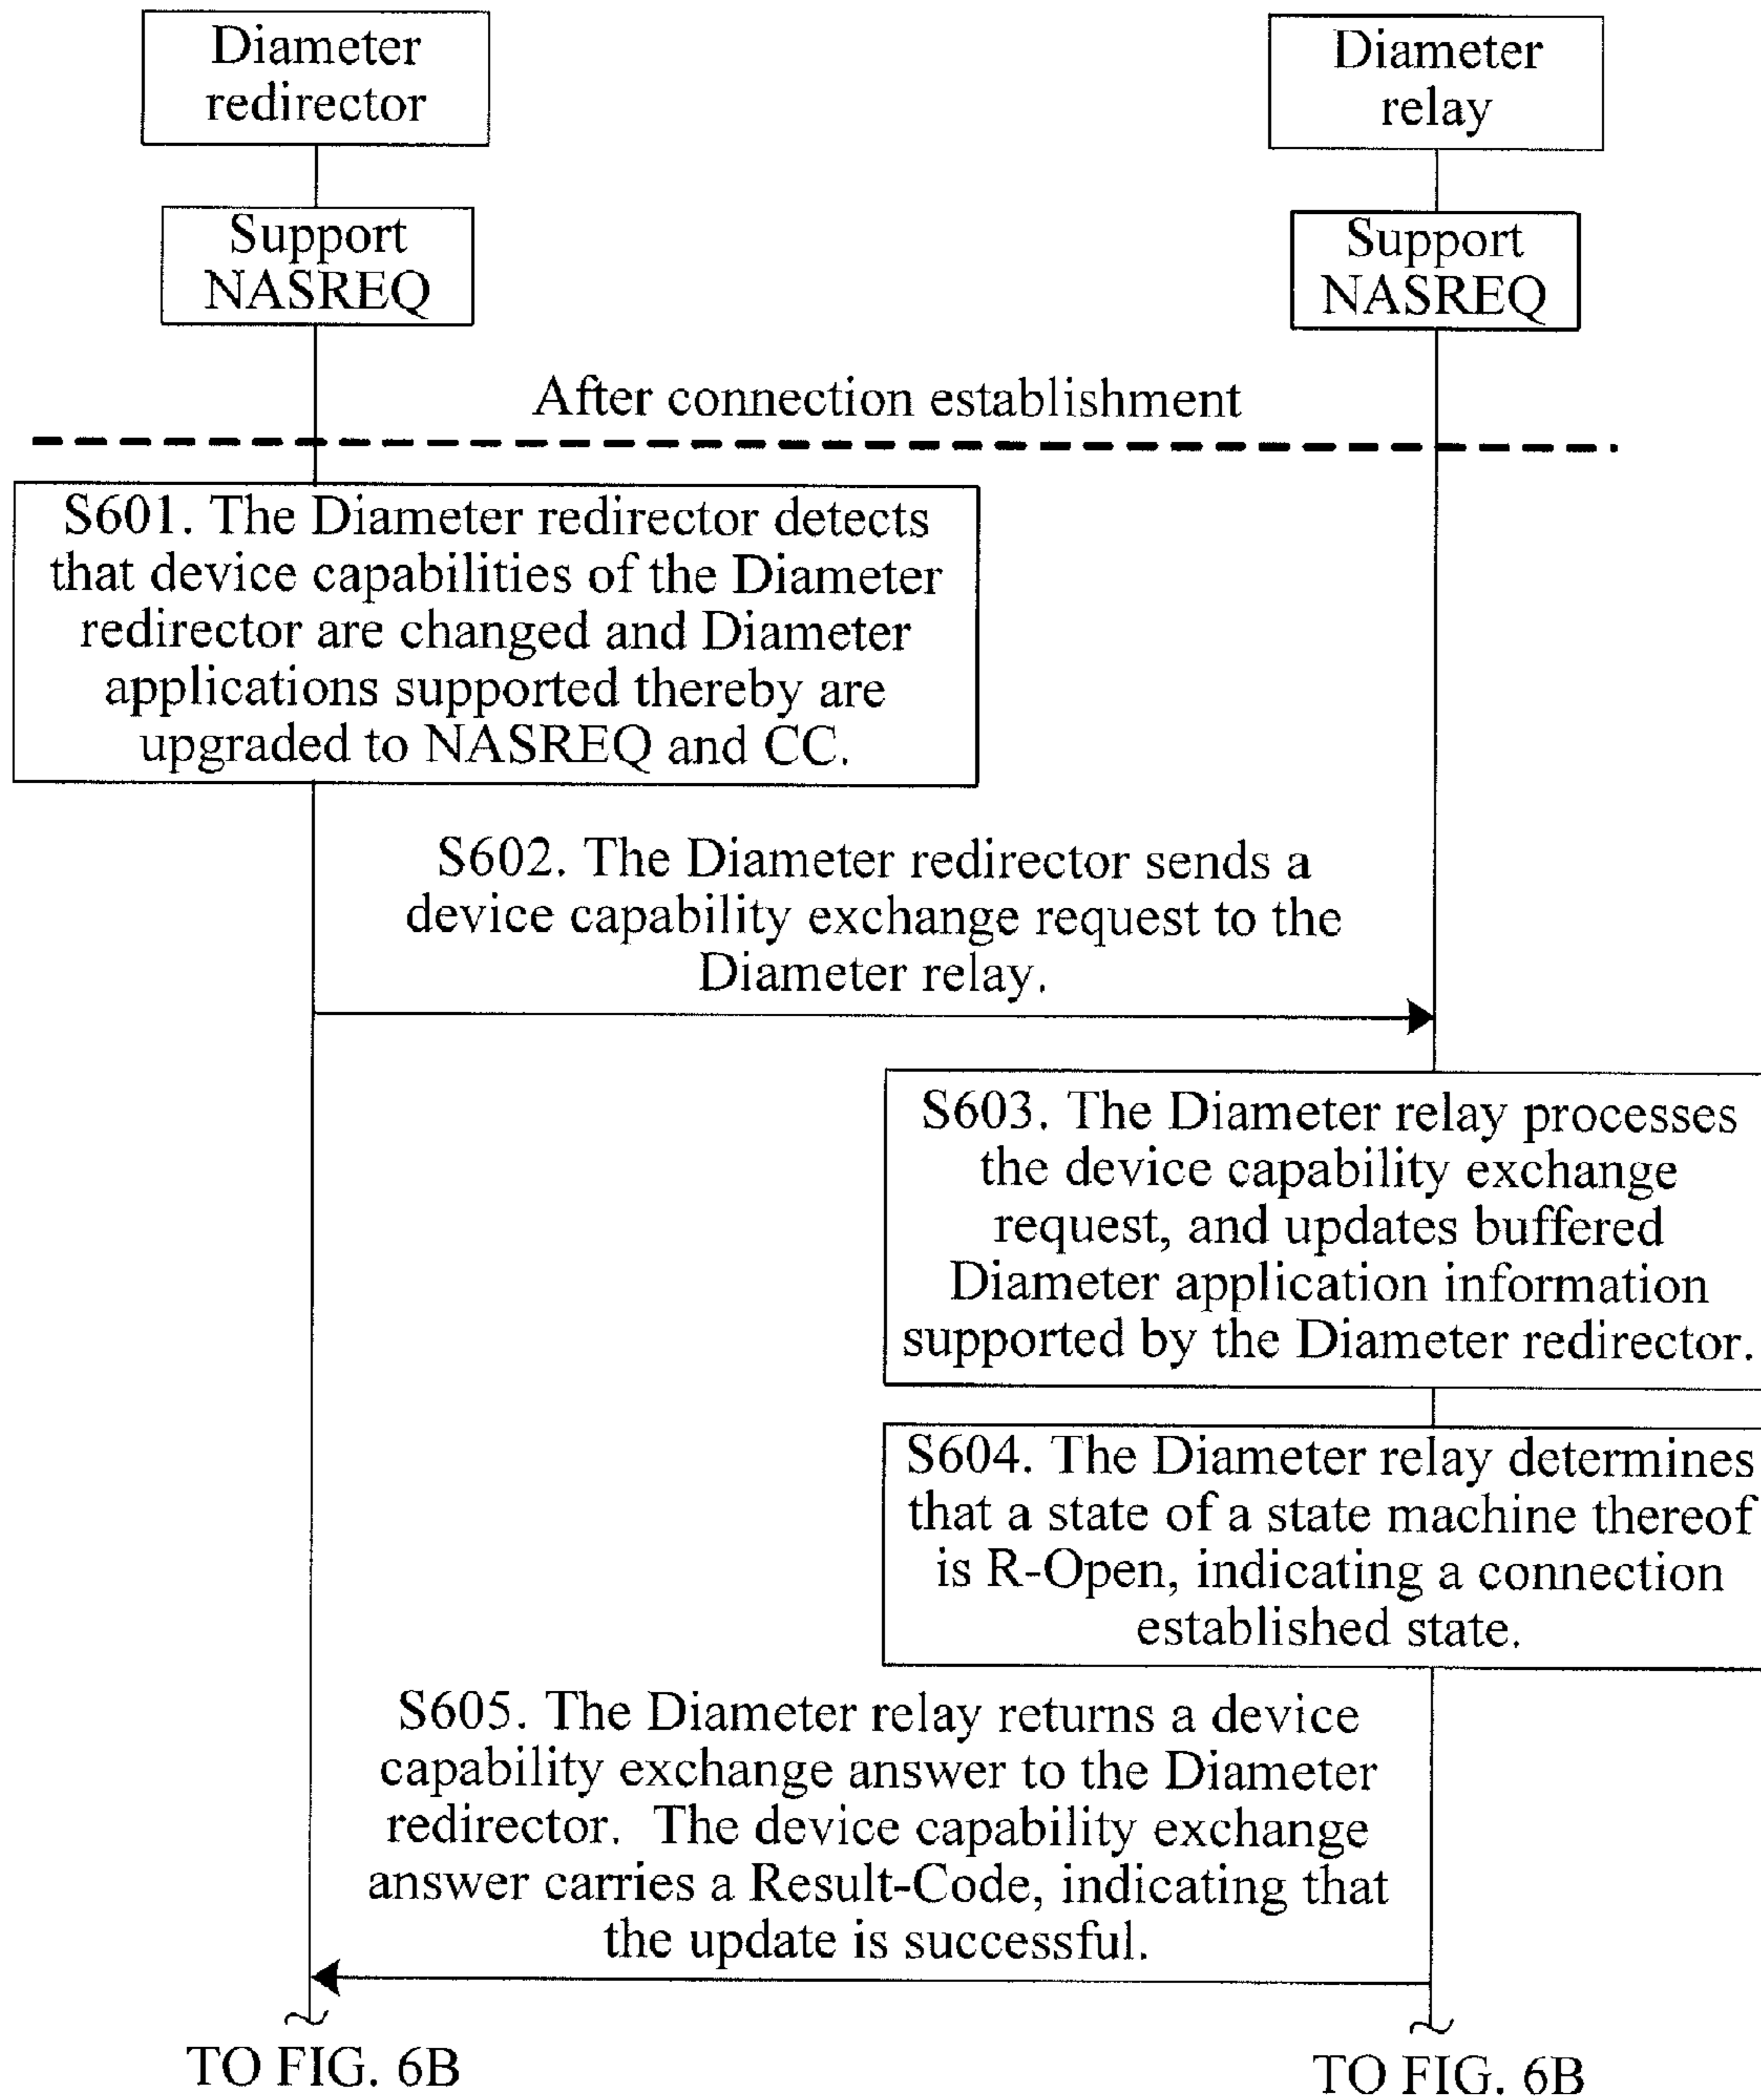 Diameter
redirector
Diameter
relay
Support
NASREQ
Support
NASREQ
After connection establishment
S601. The Diameter redirector detects
that device capabilities of the Diameter
redirector are changed and Diameter
applications supported thereby are
upgraded to NASREQ and CC.
S602. The Diameter redirector sends a
device capability exchange request to the
Diameter relay.
S603. The Diameter relay processes
the device capability exchange
request, and updates buffered
Diameter application information
supported by the Diameter redirector.
S604. The Diameter relay determines
that a state of a state machine thereof
is R-Open, indicating a connection
established state.
S605. The Diameter relay returns a device
capability exchange answer to the Diameter
redirector. The device capability exchange
answer carries a Result-Code, indicating that
the update is successful.
TO FIG. 6B
TO FIG. 6B